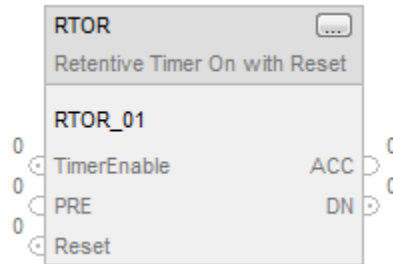 RTOR ...
Retentive Timer On with Reset
RTOR_01
0 TimerEnable ACC 0
0 PRE DN 0
0 Reset